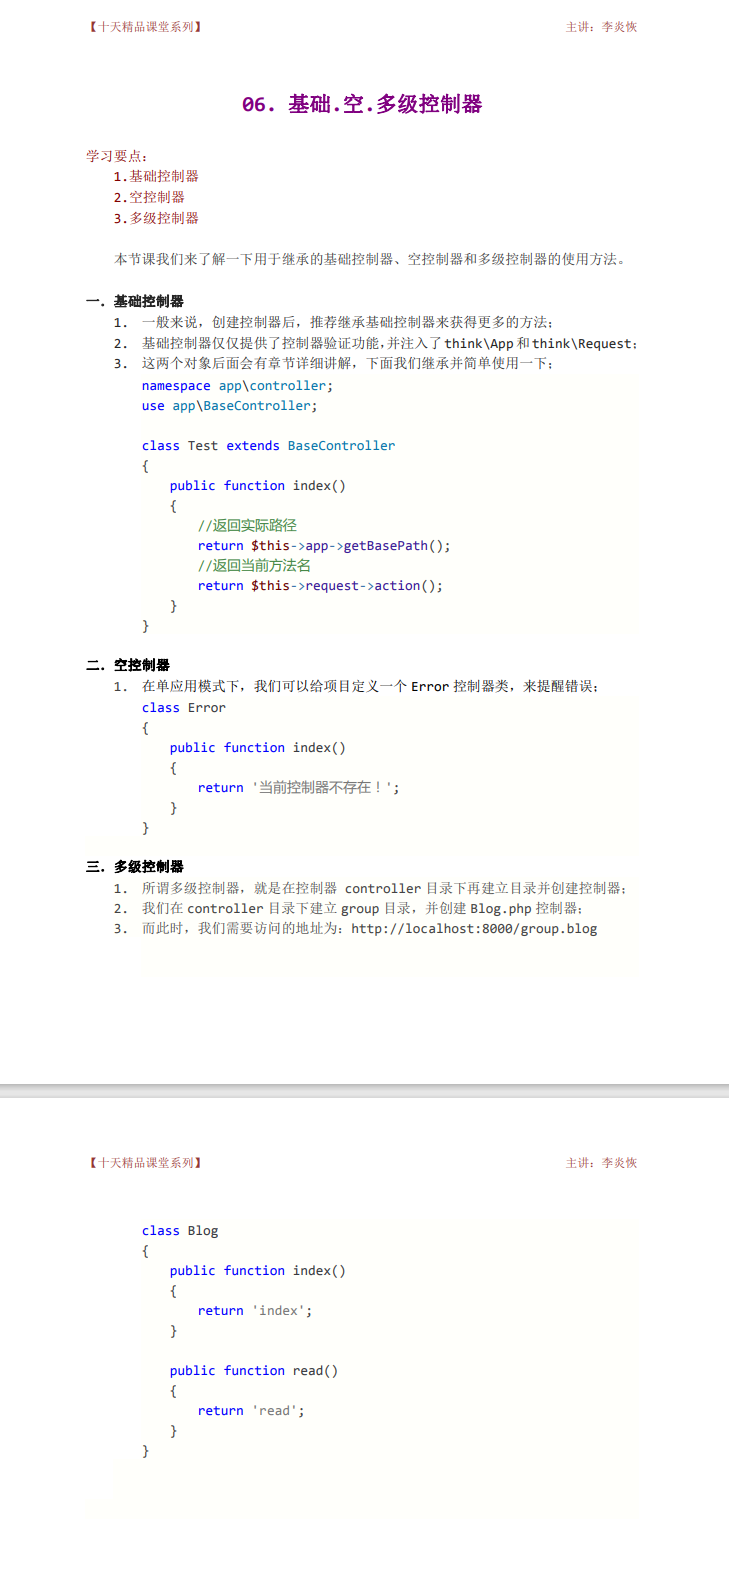 【十天精品课堂系列】 主讲：李炎恢
06. 基础.空.多级控制器
学习要点：
1.基础控制器
2.空控制器
3.多级控制器
本节课我们来了解一下用于继承的基础控制器、空控制器和多级控制器的使用方法。
一．基础控制器
1. 一般来说，创建控制器后，推荐继承基础控制器来获得更多的方法；
2. 基础控制器仅仅提供了控制器验证功能,并注入了 think\App 和 think\Request；
3. 这两个对象后面会有章节详细讲解，下面我们继承并简单使用一下；
namespace app\controller;
use app\BaseController;
class Test extends BaseController
{
public function index()
{
//返回实际路径
return $this->app->getBasePath();
//返回当前方法名
return $this->request->action();
}
}
二．空控制器
1. 在单应用模式下，我们可以给项目定义一个 Error 控制器类，来提醒错误；
class Error
{
public function index()
{
return '当前控制器不存在！';
}
}
三．多级控制器
1. 所谓多级控制器，就是在控制器 controller 目录下再建立目录并创建控制器；
2. 我们在 controller 目录下建立 group 目录，并创建 Blog.php 控制器；
3. 而此时，我们需要访问的地址为：http://localhost:8000/group.blog
【十天精品课堂系列】 主讲：李炎恢
class Blog
{
public function index()
{
return 'index';
}
public function read()
{
return 'read';
}
}